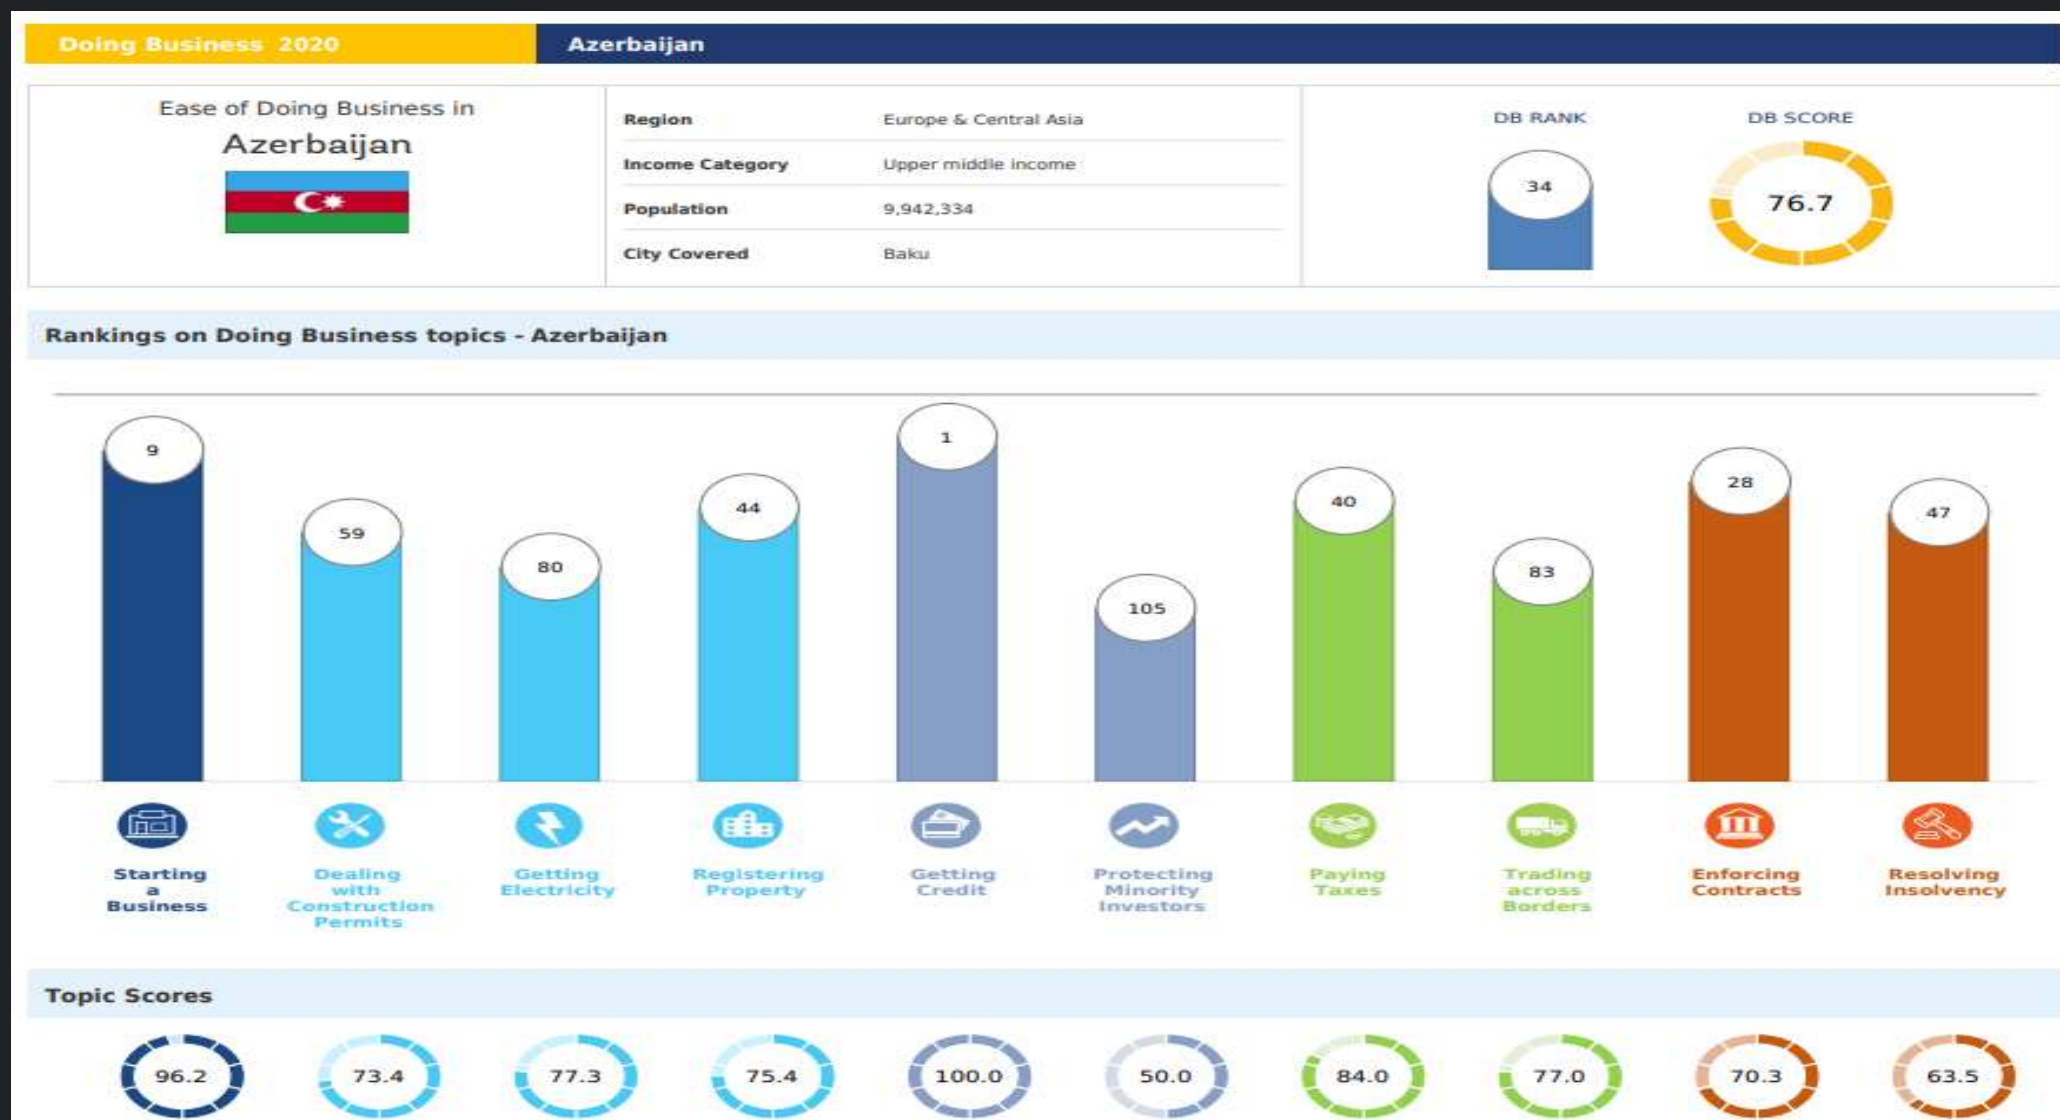 Doing Business 2020
Azerbaijan
Ease of Doing Business in
Azerbaijan
Region Europe & Central Asia
Income Category Upper middle income
Population 9,942,334
City Covered Baku
DB RANK DB SCORE
34 76.7
Rankings on Doing Business topics - Azerbaijan
9 59 80 44 1 105 40 83 28 47
Starting
a
Business
Dealing
with
Construction
Permits
Getting
Electricity
Registering
Property
Getting
Credit
Protecting
Minority
Investors
Paying
Taxes
Trading
across
Borders
Enforcing
Contracts
Resolving
Insolvency
Topic Scores
96.2 73.4 77.3 75.4 100.0 50.0 84.0 77.0 70.3 63.5